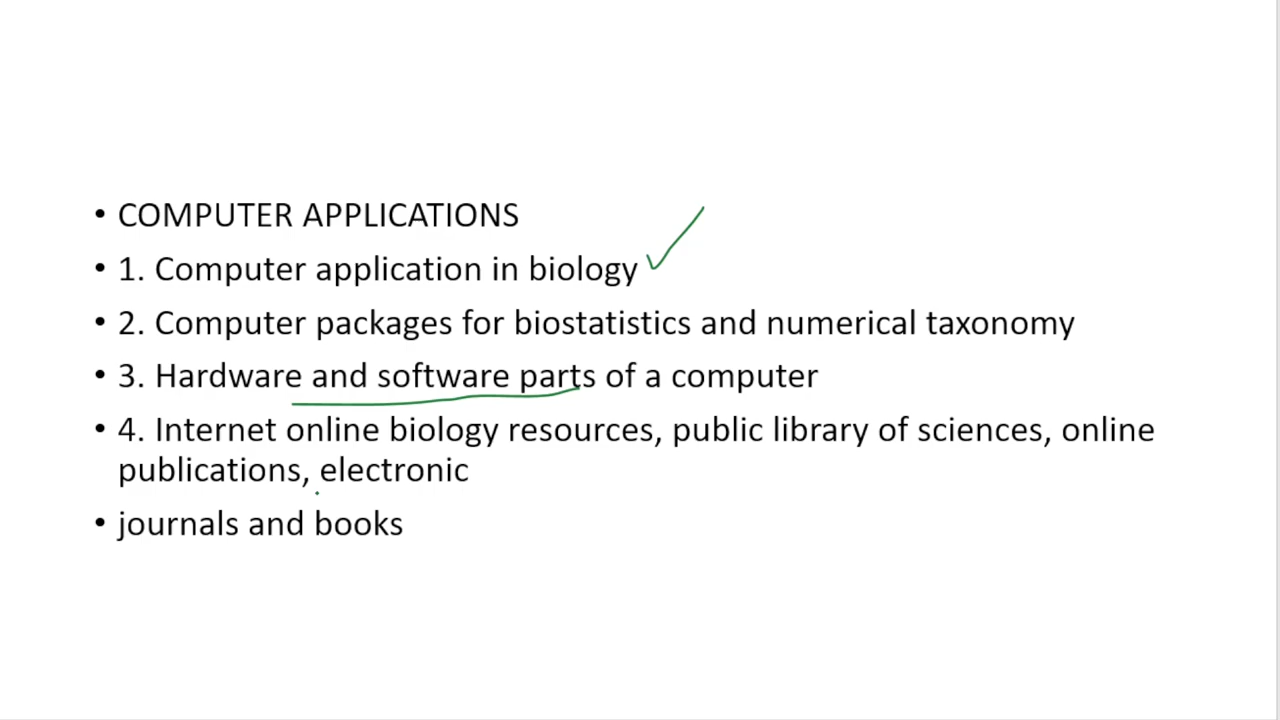 • COMPUTER APPLICATIONS
• 1. Computer application in biology
• 2. Computer packages for biostatistics and numerical taxonomy
• 3. Hardware and software parts of a computer
• 4. Internet online biology resources, public library of sciences, online
publications, electronic
• journals and books